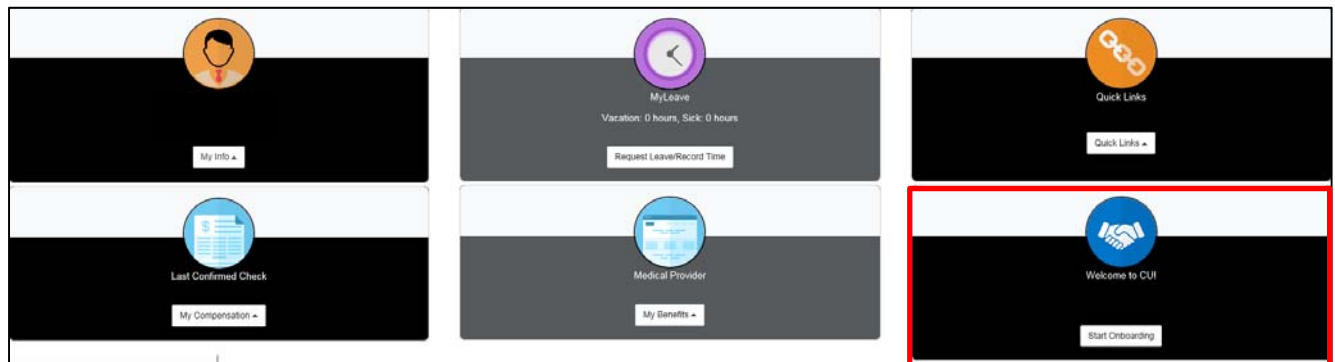 My Info ▴
MyLeave
Vacation: 0 hours, Sick: 0 hours
Request Leave/Record Time
Quick Links
Quick Links ▴
Last Confirmed Check
My Compensation ▴
Medical Provider
My Benefits ▴
Welcome to CU!
Start Onboarding